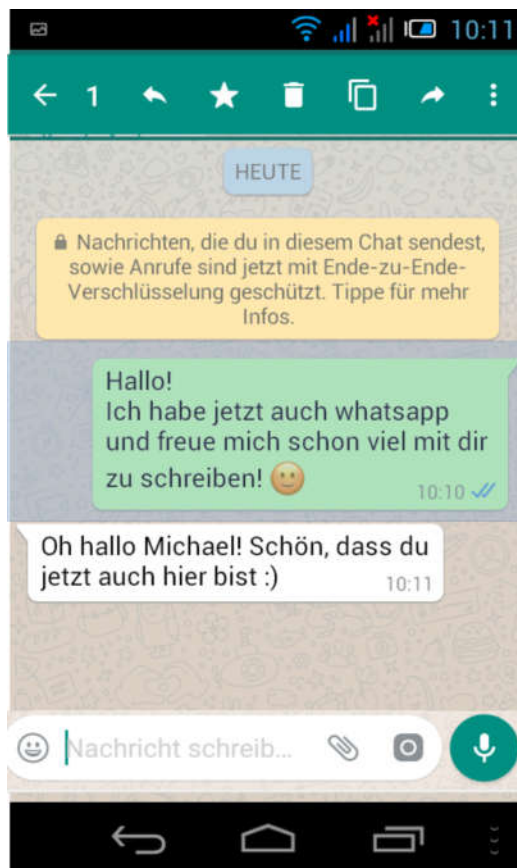 10:11
1
HEUTE
Nachrichten, die du in diesem Chat sendest,
sowie Anrufe sind jetzt mit Ende-zu-Ende-
Verschlüsselung geschützt. Tippe für mehr
Infos.
Hallo!
Ich habe jetzt auch whatsapp
und freue mich schon viel mit dir
zu schreiben! 🙂
10:10
Oh hallo Michael! Schön, dass du
jetzt auch hier bist :)
10:11
Nachricht schreib...